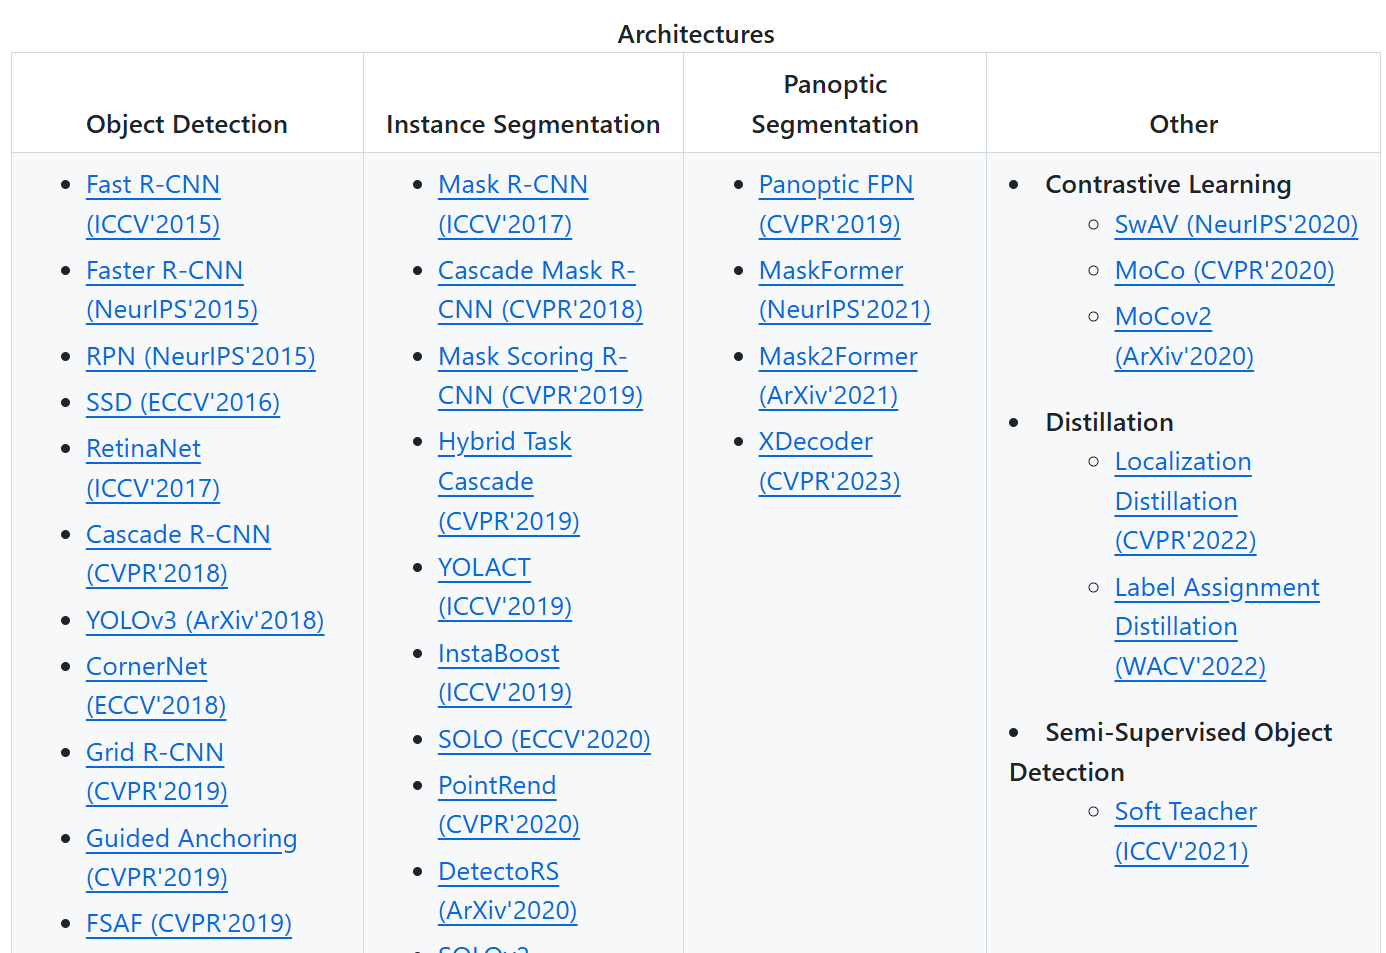 Architectures
Object Detection
Instance Segmentation
Panoptic
Segmentation
Other
Fast R-CNN
(ICCV'2015)
Faster R-CNN
(NeurIPS'2015)
RPN (NeurIPS'2015)
SSD (ECCV'2016)
RetinaNet
(ICCV'2017)
Cascade R-CNN
(CVPR'2018)
YOLOv3 (ArXiv'2018)
CornerNet
(ECCV'2018)
Grid R-CNN
(CVPR'2019)
Guided Anchoring
(CVPR'2019)
FSAF (CVPR'2019)
Mask R-CNN
(ICCV'2017)
Cascade Mask R-
CNN (CVPR'2018)
Mask Scoring R-
CNN (CVPR'2019)
Hybrid Task
Cascade
(CVPR'2019)
YOLACT
(ICCV'2019)
InstaBoost
(ICCV'2019)
SOLO (ECCV'2020)
PointRend
(CVPR'2020)
DetectoRS
(ArXiv'2020)
Panoptic FPN
(CVPR'2019)
MaskFormer
(NeurIPS'2021)
Mask2Former
(ArXiv'2021)
XDecoder
(CVPR'2023)
Contrastive Learning
SwAV (NeurIPS'2020)
MoCo (CVPR'2020)
MoCov2
(ArXiv'2020)
Distillation
Localization
Distillation
(CVPR'2022)
Label Assignment
Distillation
(WACV'2022)
Semi-Supervised Object
Detection
Soft Teacher
(ICCV'2021)